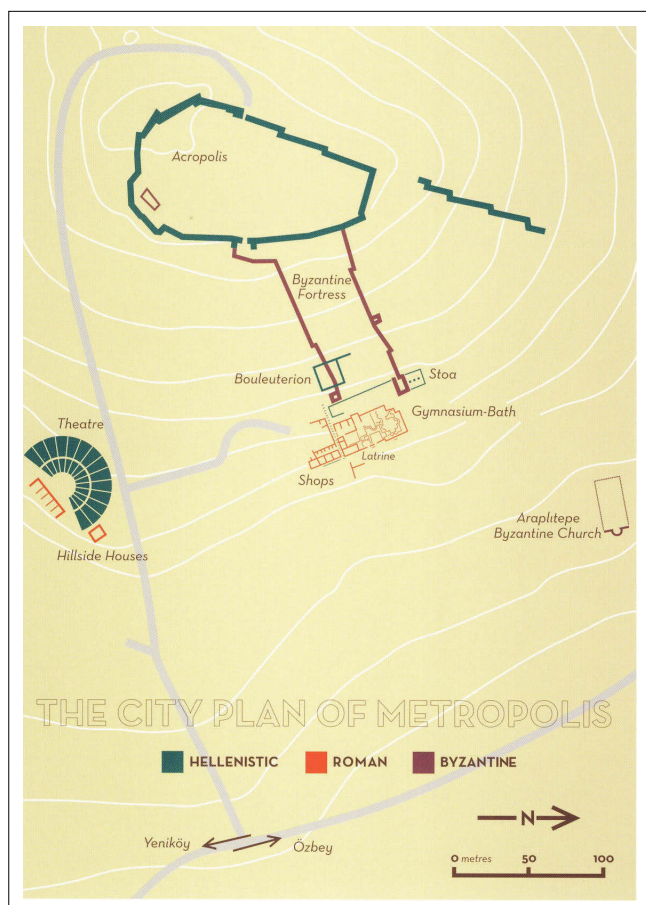 Acropolis
Byzantine
Fortress
Bouleuterion
Stoa
Theatre
Gymnasium-Bath
Latrine
Shops
Araplıtepe
Byzantine Church
Hillside Houses
THE CITY PLAN OF METROPOLIS
HELLENISTIC
ROMAN
BYZANTINE
N
Yeniköy
Özbey
0 metres 50 100